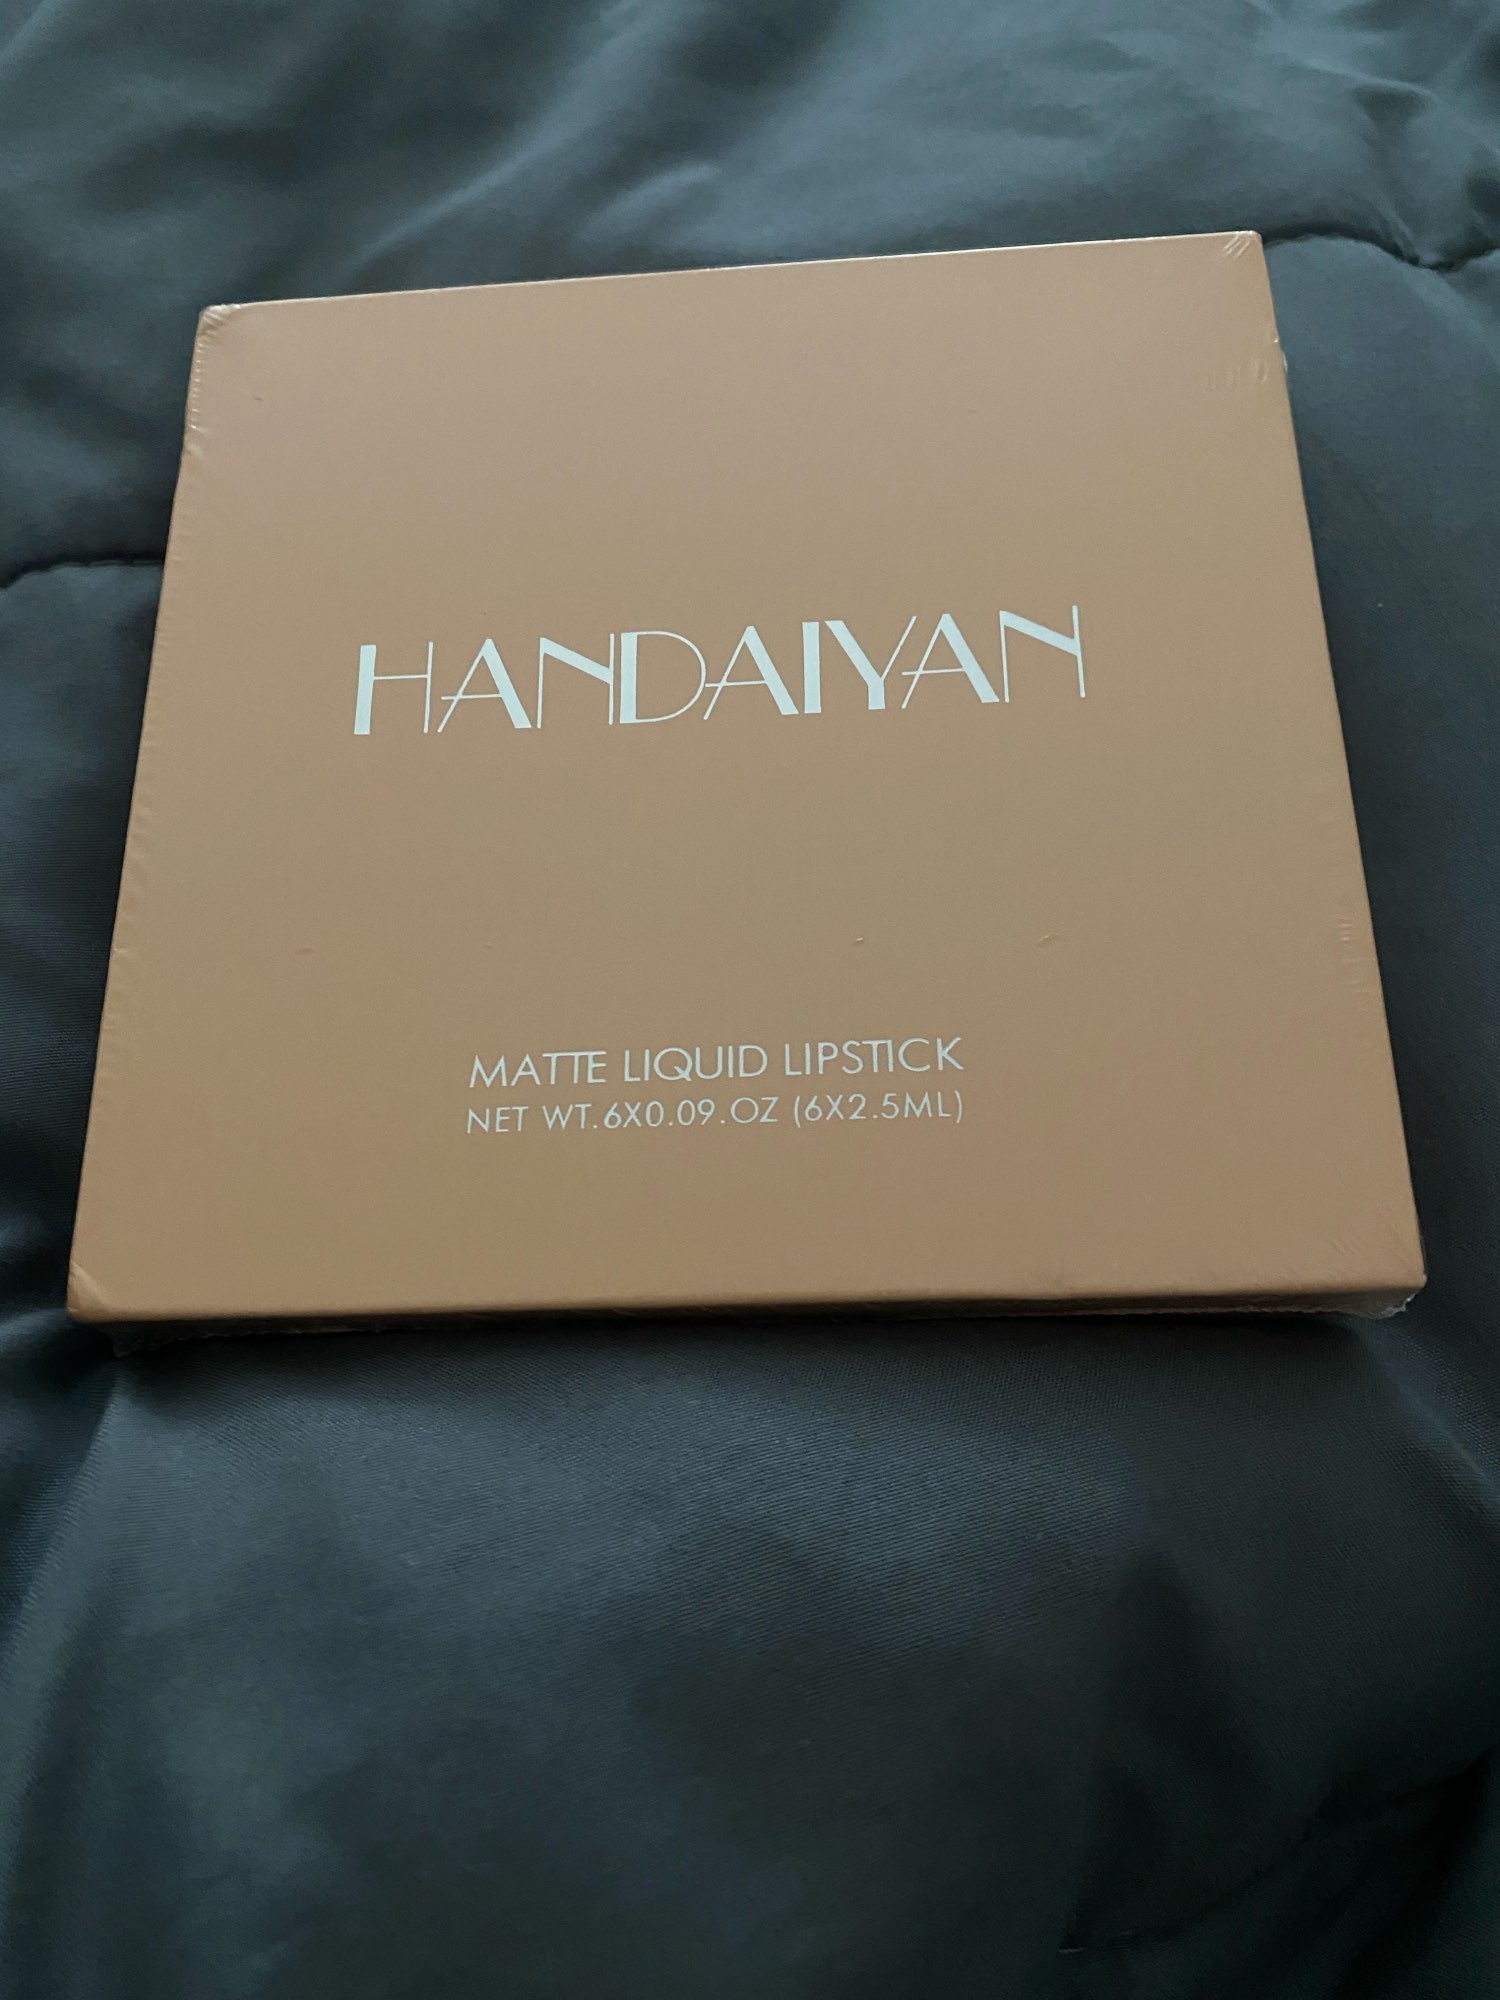 HANDAIYAN
MATTE LIQUID LIPSTICK
NET WT.6X0.09.OZ (6X2.5ML)